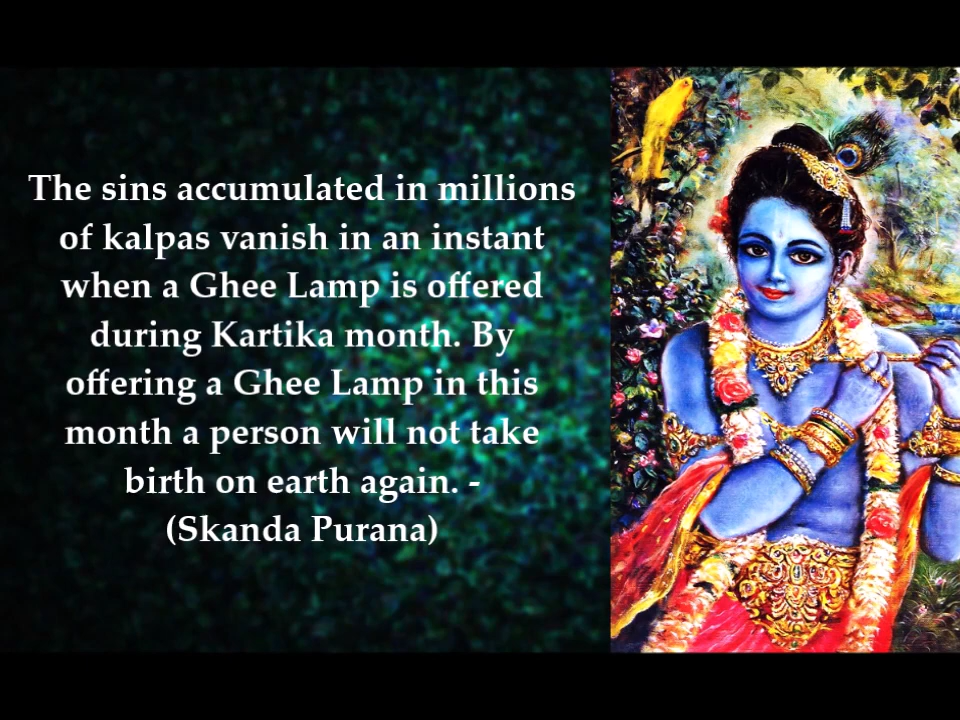 The sins accumulated in millions
of kalpas vanish in an instant
when a Ghee Lamp is offered
during Kartika month. By
offering a Ghee Lamp in this
month a person will not take
birth on earth again. -
(Skanda Purana)